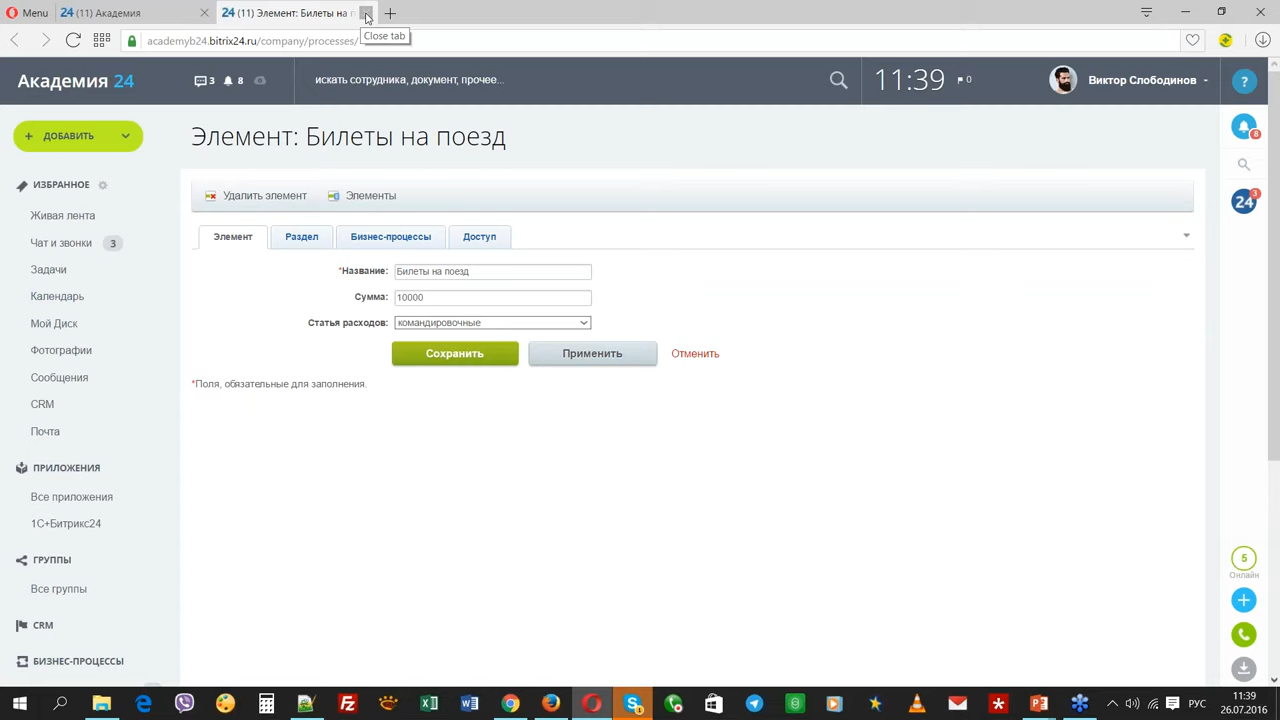 Menu
24 (11) Академия
24 (11) Элемент: Билеты на п
Close tab
academyb24.bitrix24.ru/company/processes/
Академия 24
3
8
искать сотрудника, документ, прочее...
11:39
0
Виктор Слободинов
?
+ ДОБАВИТЬ
Элемент: Билеты на поезд
8
24
3
ИЗБРАННОЕ
Живая лента
Чат и звонки 3
Задачи
Календарь
Мой Диск
Фотографии
Сообщения
CRM
Почта
ПРИЛОЖЕНИЯ
Все приложения
1С+Битрикс24
ГРУППЫ
Все группы
CRM
БИЗНЕС-ПРОЦЕССЫ
Удалить элемент
Элементы
Элемент
Раздел
Бизнес-процессы
Доступ
*Название: Билеты на поезд
Сумма: 10000
Статья расходов: командировочные
Сохранить
Применить
Отменить
*Поля, обязательные для заполнения.
5
Онлайн
РУС
11:39
26.07.2016